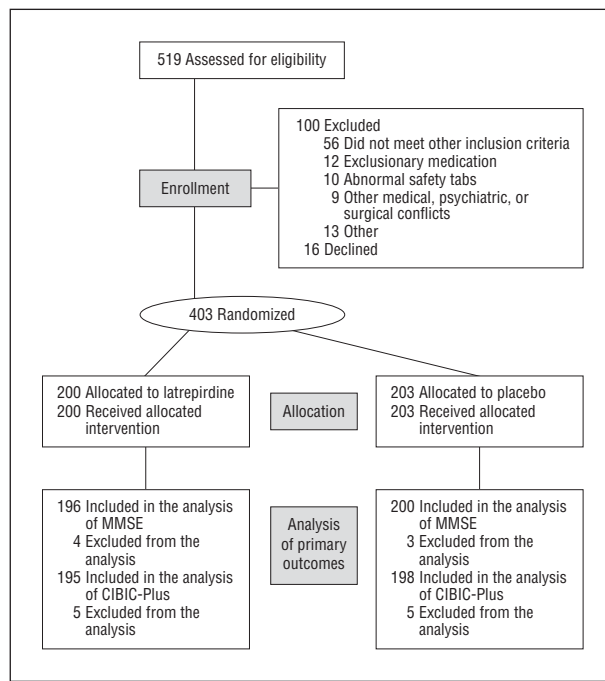 519 Assessed for eligibility
100 Excluded
56 Did not meet other inclusion criteria
12 Exclusionary medication
10 Abnormal safety tabs
9 Other medical, psychiatric, or
surgical conflicts
13 Other
16 Declined
Enrollment
403 Randomized
200 Allocated to latrepirdine
200 Received allocated
intervention
Allocation
203 Allocated to placebo
203 Received allocated
intervention
196 Included in the analysis
of MMSE
4 Excluded from the
analysis
195 Included in the analysis
of CIBIC-Plus
5 Excluded from the
analysis
Analysis
of primary
outcomes
200 Included in the analysis
of MMSE
3 Excluded from the
analysis
198 Included in the analysis
of CIBIC-Plus
5 Excluded from the
analysis